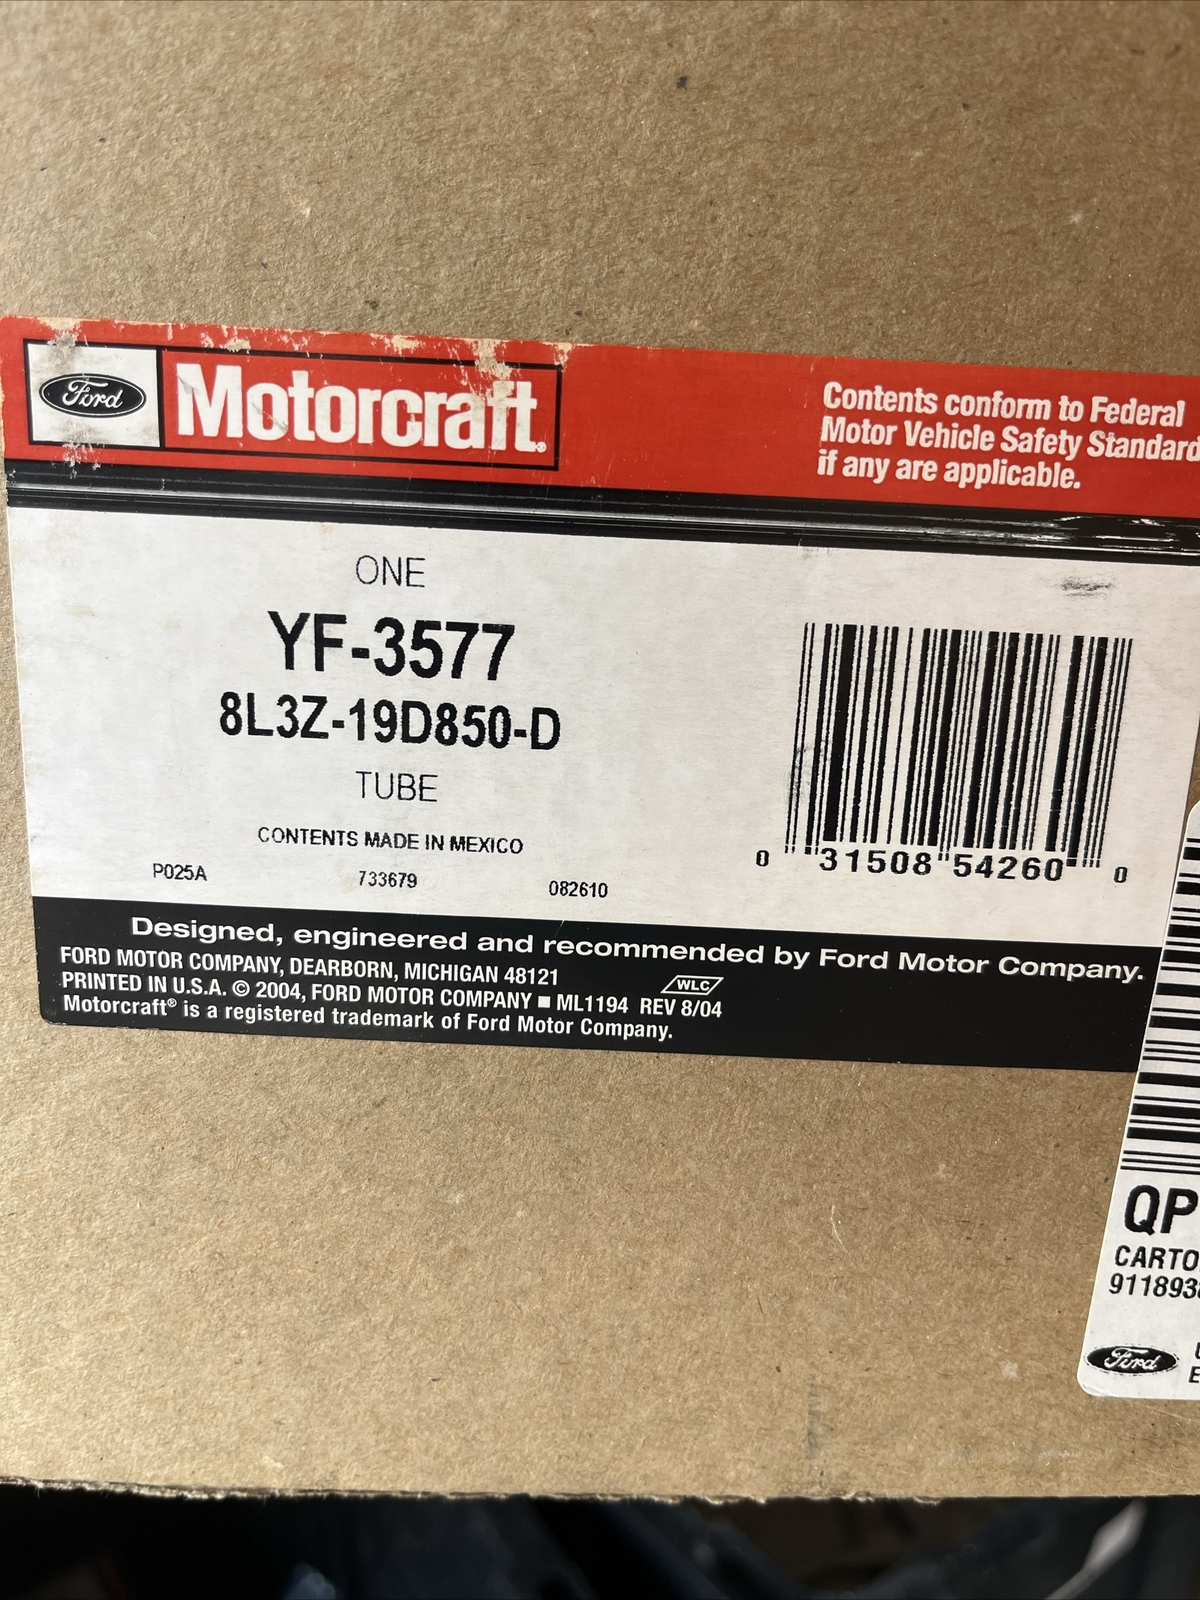 Ford
Motorcraft®
Contents conform to Federal
Motor Vehicle Safety Standard
if any are applicable.
ONE
YF-3577
8L3Z-19D850-D
TUBE
CONTENTS MADE IN MEXICO
P025A 733679 082610
0 31508 54260 0
Designed, engineered and recommended by Ford Motor Company.
FORD MOTOR COMPANY, DEARBORN, MICHIGAN 48121
WLC
PRINTED IN U.S.A. © 2004, FORD MOTOR COMPANY ■ ML1194 REV 8/04
Motorcraft® is a registered trademark of Ford Motor Company.
QP
CARTO
911893
Ford